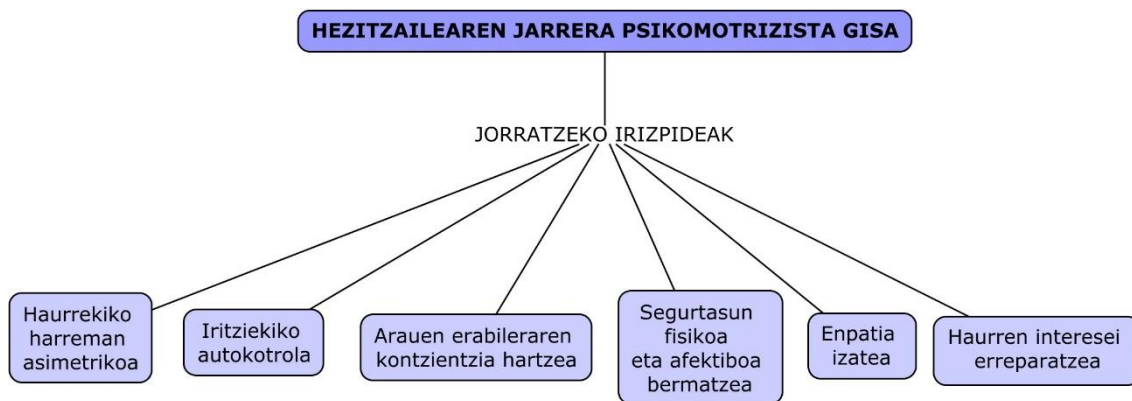 HEZITZAILEAREN JARRERA PSIKOMOTRIZISTA GISA
JORRATZEKO IRIZPIDEAK
Haurrekiko
harreman
asimetrikoa
Iritziekiko
autokotrola
Arauen erabileraren
kontzientzia hartzea
Segurtasun
fisikoa
eta afektiboa
bermatzea
Enpatia
izatea
Haurren interesei
erreparatzea